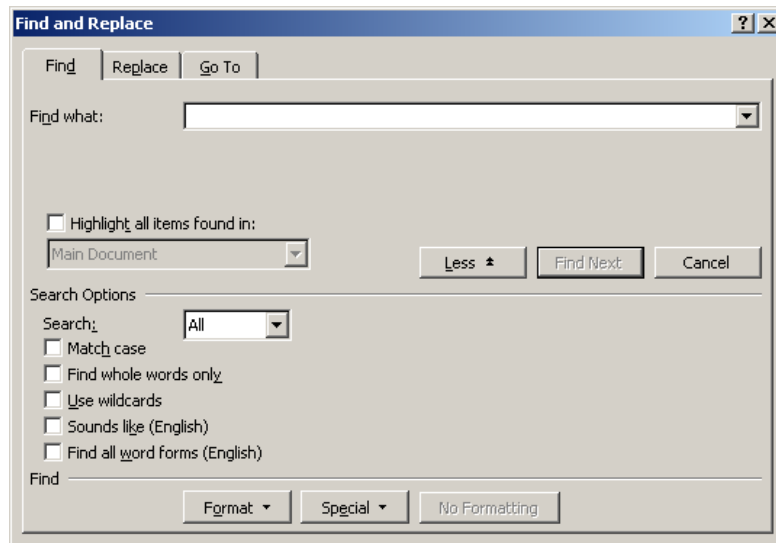 Find and Replace
Find Replace Go To
Find what:
Highlight all items found in:
Main Document
Less Find Next Cancel
Search Options
Search: All
Match case
Find whole words only
Use wildcards
Sounds like (English)
Find all word forms (English)
Find
Format Special No Formatting